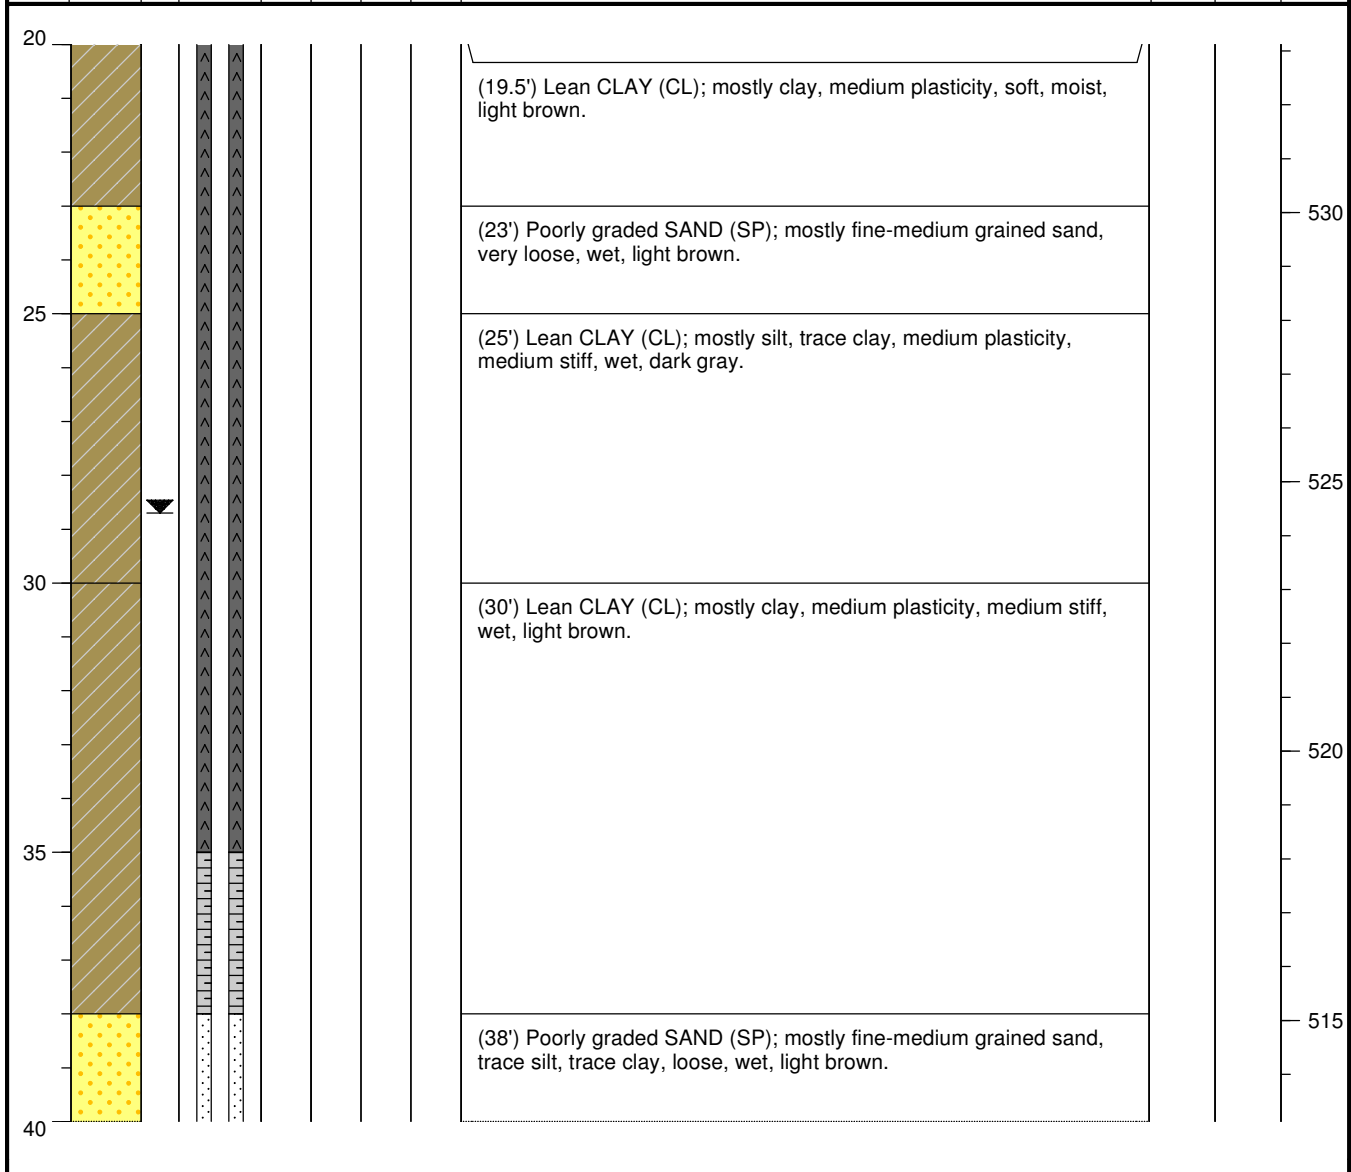 20
(19.5') Lean CLAY (CL); mostly clay, medium plasticity, soft, moist,
light brown.
530
(23') Poorly graded SAND (SP); mostly fine-medium grained sand,
very loose, wet, light brown.
25
(25') Lean CLAY (CL); mostly silt, trace clay, medium plasticity,
medium stiff, wet, dark gray.
525
30
(30') Lean CLAY (CL); mostly clay, medium plasticity, medium stiff,
wet, light brown.
520
35
515
(38') Poorly graded SAND (SP); mostly fine-medium grained sand,
trace silt, trace clay, loose, wet, light brown.
40